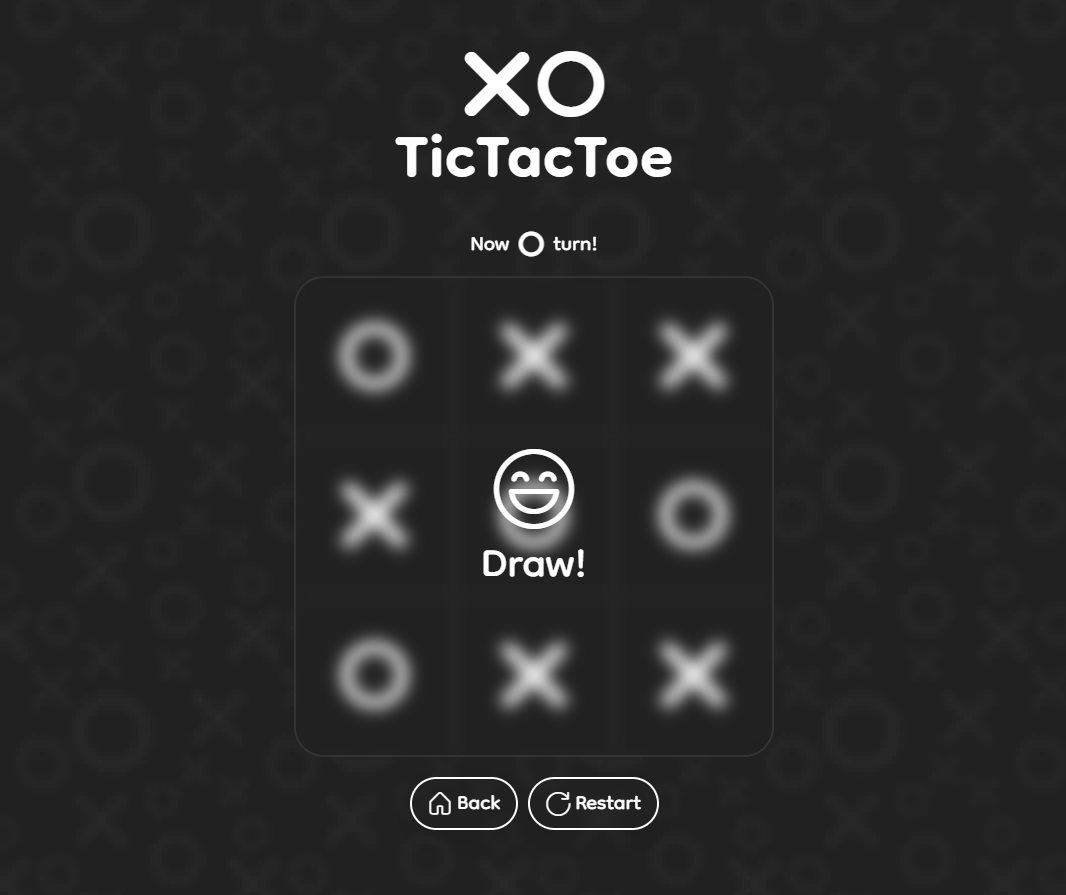 XO
TicTacToe
Now O turn!
O X X
X O O
Draw!
O X X
Back
Restart